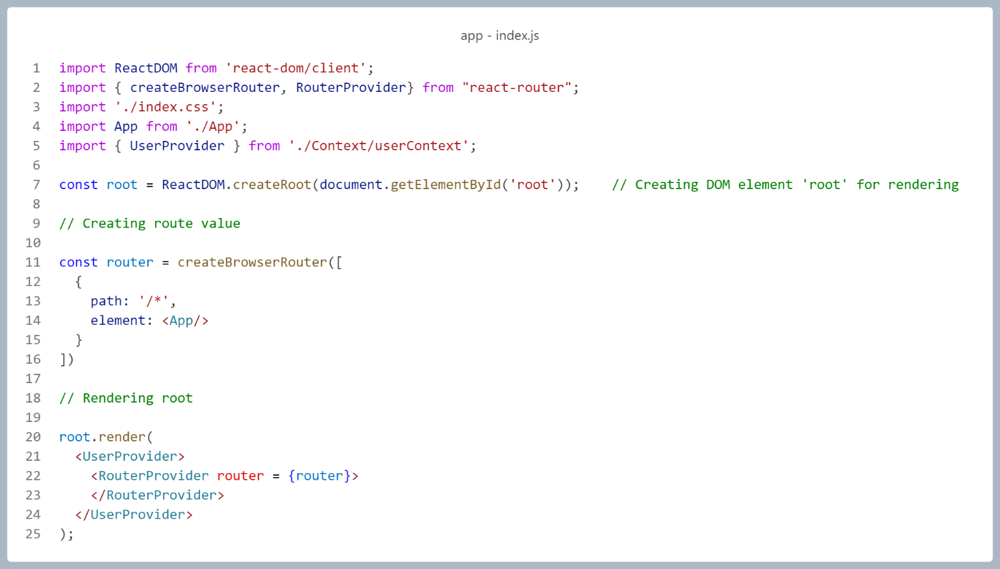 app - index.js
1 import ReactDOM from 'react-dom/client';
2 import { createBrowserRouter, RouterProvider} from "react-router";
3 import './index.css';
4 import App from './App';
5 import { UserProvider } from './Context/userContext';
6
7 const root = ReactDOM.createRoot(document.getElementById('root'));    // Creating DOM element 'root' for rendering
8
9 // Creating route value
10
11 const router = createBrowserRouter([
12   {
13     path: '/*',
14     element: <App/>
15   }
16 ])
17
18 // Rendering root
19
20 root.render(
21   <UserProvider>
22     <RouterProvider router = {router}>
23     </RouterProvider>
24   </UserProvider>
25 );